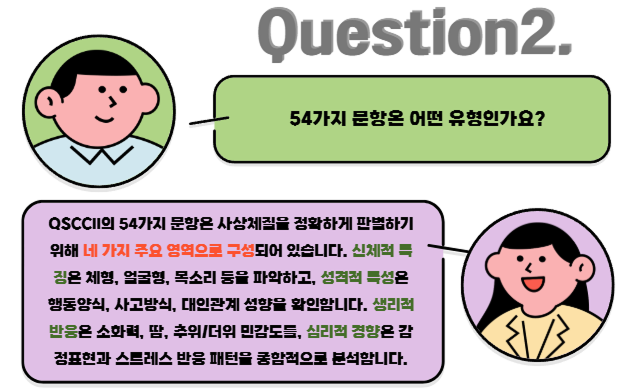 Question2.
54가지 문항은 어떤 유형인가요?
QSCCII의 54가지 문항은 사상체질을 정확하게 판별하기
위해 네 가지 주요 영역으로 구성되어 있습니다. 신체적 특
징은 체형, 얼굴형, 목소리 등을 파악하고, 성격적 특성은
행동양식, 사고방식, 대인관계 성향을 확인합니다. 생리적
반응은 소화력, 땀, 추위/더위 민감도를, 심리적 경향은 감
정표현과 스트레스 반응 패턴을 종합적으로 분석합니다.